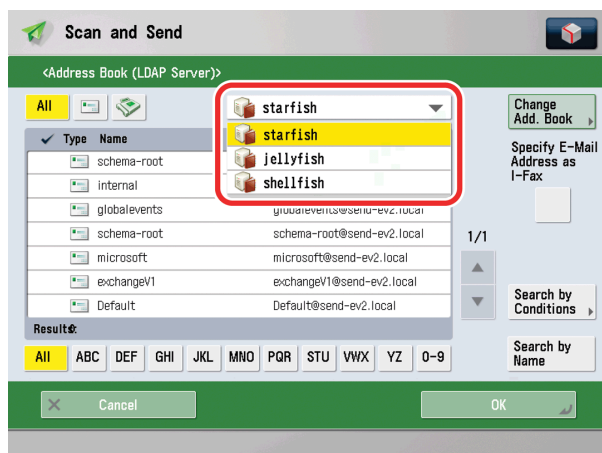 Scan and Send
<Address Book (LDAP Server)>
All
starfish
Change
Add. Book
Type Name
starfish
jellyfish
shellfish
Specify E-Mail
Address as
I-Fax
schema-root
internal
globalevents globalevents@send-ev2.local
schema-root schema-root@send-ev2.local
1/1
microsoft microsoft@send-ev2.local
exchangeV1 exchangeV1@send-ev2.local
Default Default@send-ev2.local
Search by
Conditions
Results:
All ABC DEF GHI JKL MNO PQR STU VWX YZ 0-9
Search by
Name
Cancel
OK